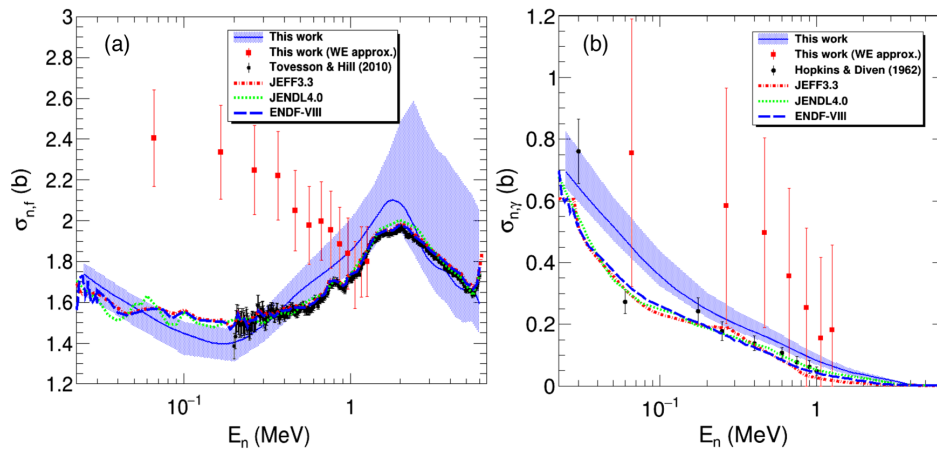 3
2.8
2.6
2.4
2.2
2
1.8
1.6
1.4
1.2
σn,f (b)
(a)
This work
This work (WE approx.)
Tovesson & Hill (2010)
JEFF3.3
JENDL4.0
ENDF-VIII
10⁻¹
1
En (MeV)
1.2
1
0.8
0.6
0.4
0.2
0
σn,γ (b)
(b)
This work
This work (WE approx.)
Hopkins & Diven (1962)
JEFF3.3
JENDL4.0
ENDF-VIII
10⁻¹
1
En (MeV)